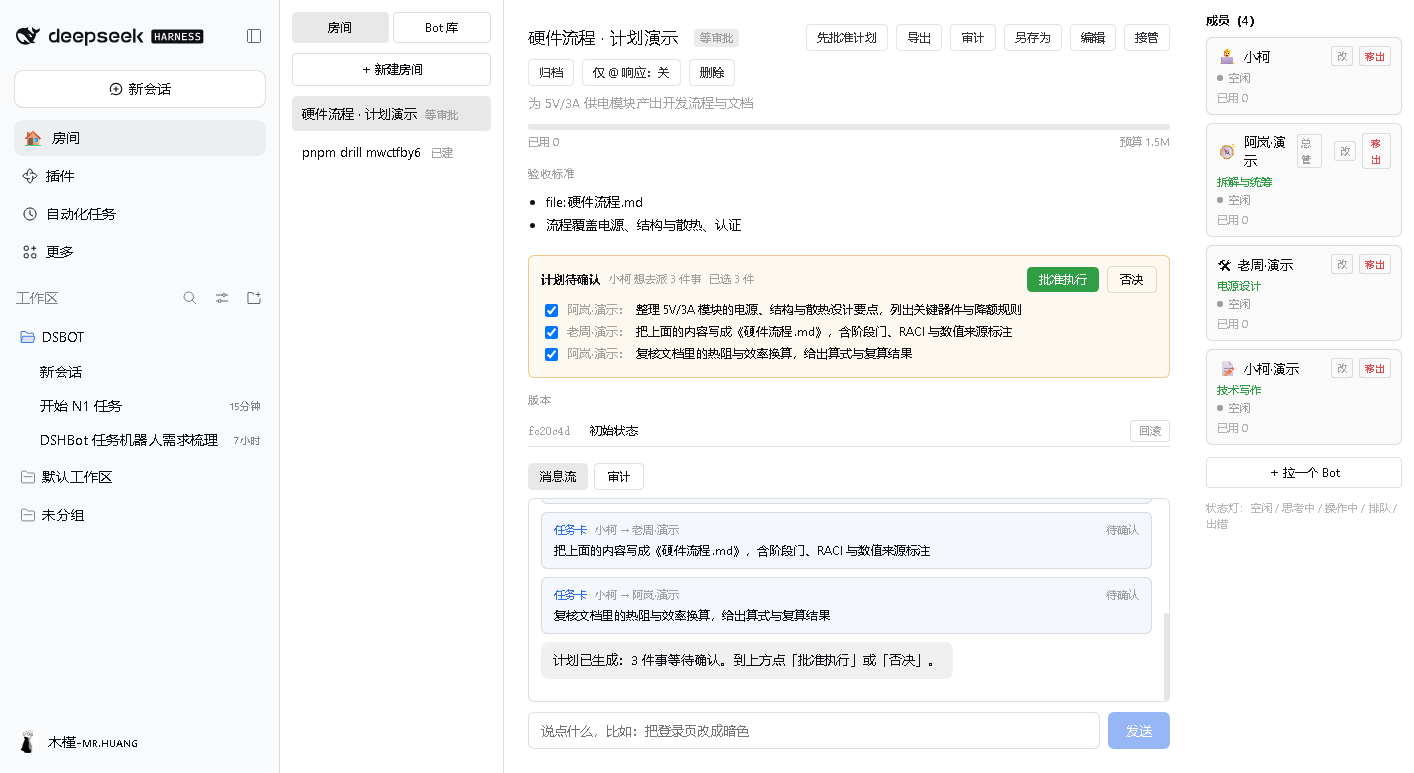 deepseek HARNESS
新会话
房间
插件
自动化任务
更多
工作区
DSBOT
新会话
开始 N1 任务 15分钟
DSHBot 任务机器人需求梳理 7小时
默认工作区
未分组
木槿-MR.HUANG
房间 Bot 库
+ 新建房间
硬件流程 · 计划演示 等审批
pnpm drill mwctfby6 已建
硬件流程 · 计划演示 等审批
先批准计划 导出 审计 另存为 编辑 接管
归档 仅 @ 响应：关 删除
为 5V/3A 供电模块产出开发流程与文档
已用 0 预算 1.5M
验收标准
file:硬件流程.md
流程覆盖电源、结构与散热、认证
计划待确认 小柯 想去派 3 件事 已选 3 件 批准执行 否决
阿岚·演示： 整理 5V/3A 模块的电源、结构与散热设计要点，列出关键器件与降额规则
老周·演示： 把上面的内容写成《硬件流程.md》，含阶段门、RACI 与数值来源标注
阿岚·演示： 复核文档里的热阻与效率换算，给出算式与复算结果
版本
fc20c4d 初始状态 回滚
消息流 审计
任务卡 小柯 → 老周·演示 待确认
把上面的内容写成《硬件流程.md》，含阶段门、RACI 与数值来源标注
任务卡 小柯 → 阿岚·演示 待确认
复核文档里的热阻与效率换算，给出算式与复算结果
计划已生成：3 件事等待确认。到上方点「批准执行」或「否决」。
说点什么，比如：把登录页改成暗色 发送
成员（4）
小柯 改 移出
空闲
已用 0
阿岚·演示 总管 改 移出
拆解与统筹
空闲
已用 0
老周·演示 改 移出
电源设计
空闲
已用 0
小柯·演示 改 移出
技术写作
空闲
已用 0
+ 拉一个 Bot
状态灯：空闲 / 思考中 / 操作中 / 排队 /
出错